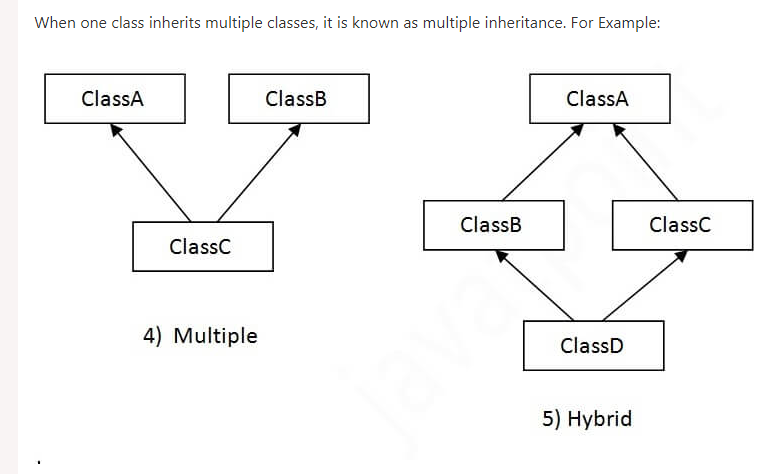 When one class inherits multiple classes, it is known as multiple inheritance. For Example:
ClassA
ClassB
ClassC
4) Multiple
ClassA
ClassB
ClassC
ClassD
5) Hybrid